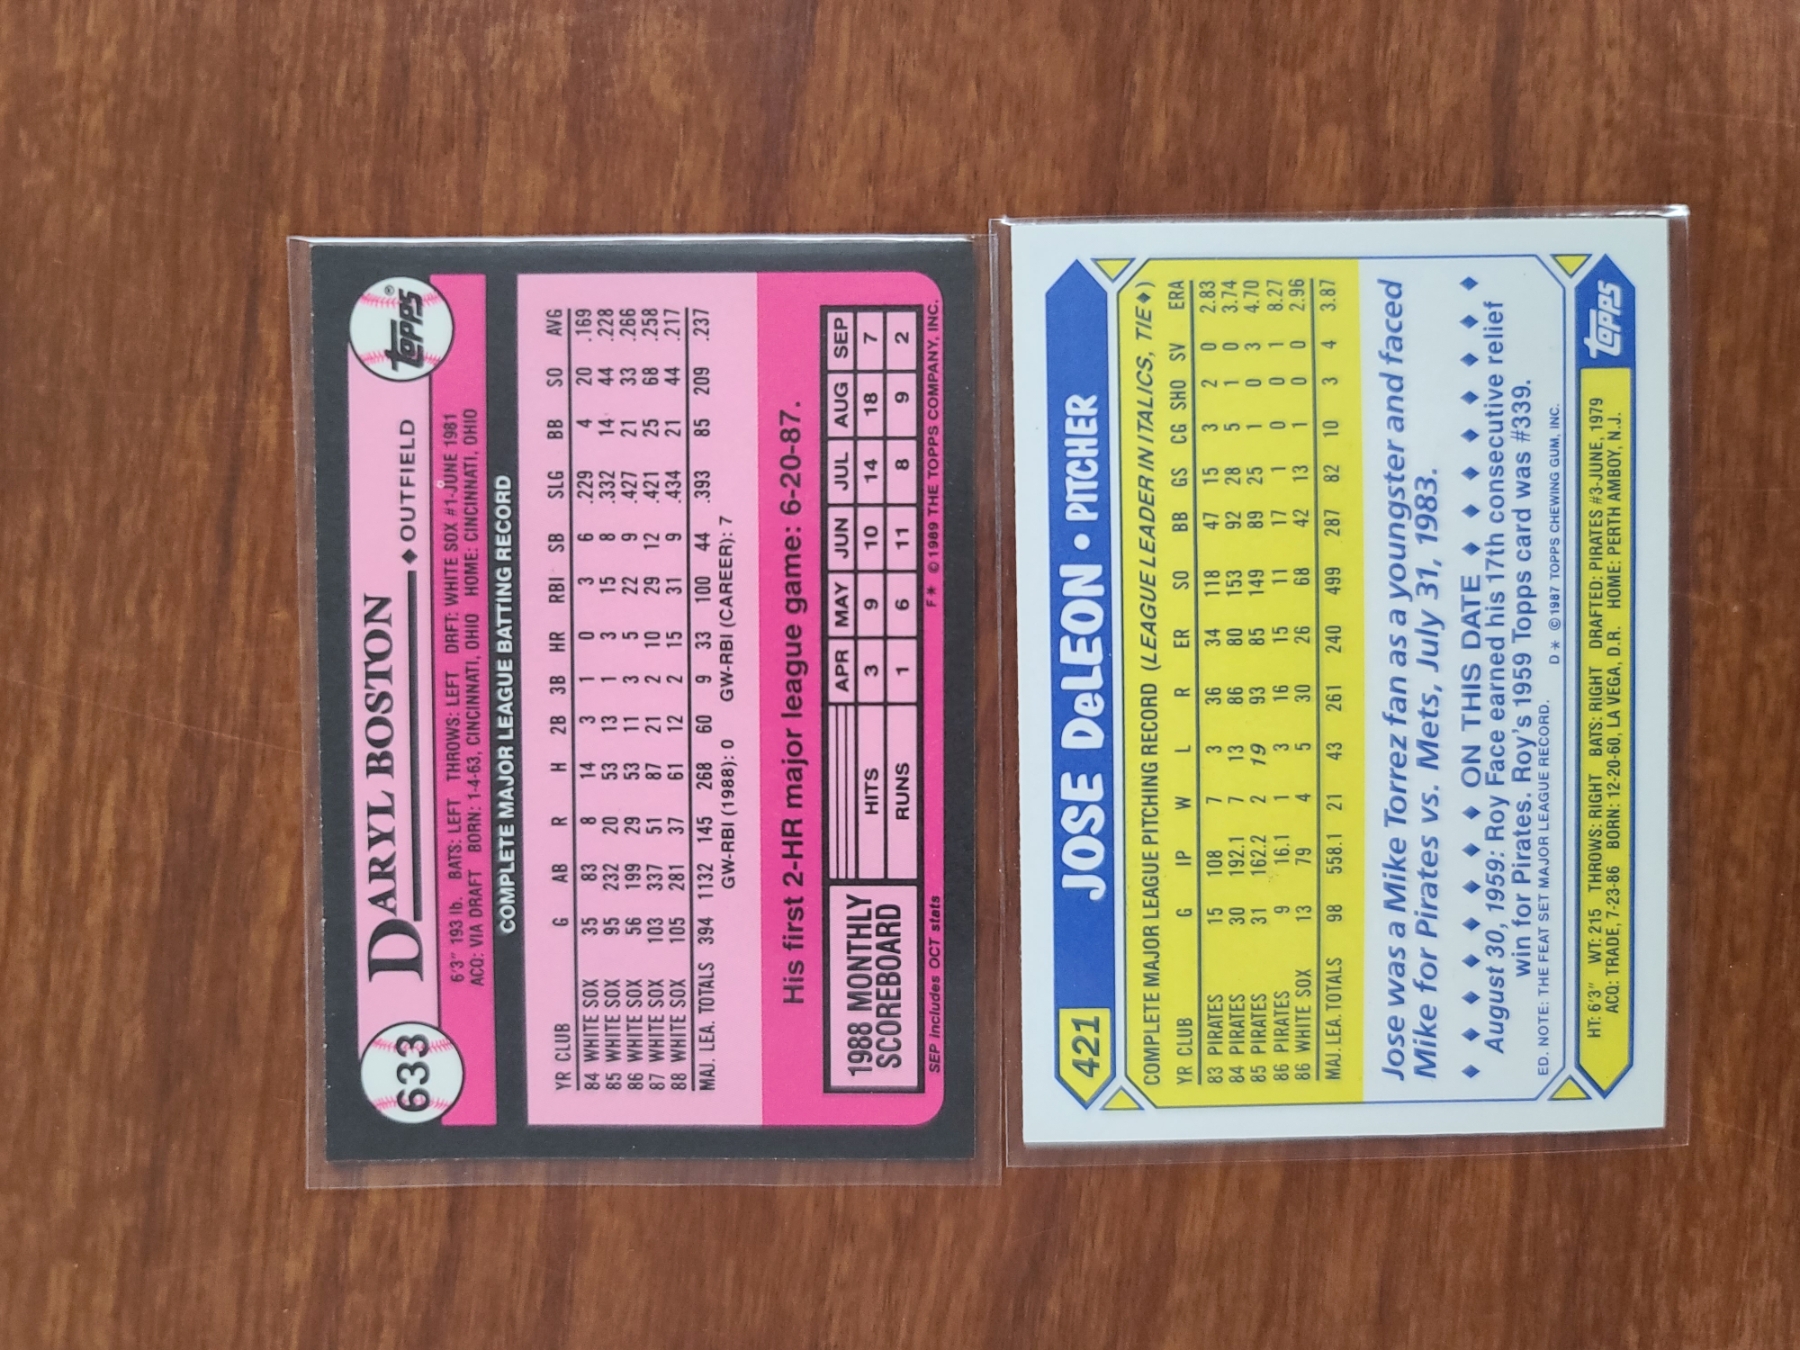 633
DARYL BOSTON ◆ OUTFIELD
Topps®
6'3" 193 lb. BATS: LEFT THROWS: LEFT DRFT: WHITE SOX #1-JUNE 1981
ACQ: VIA DRAFT BORN: 1-4-63, CINCINNATI, OHIO HOME: CINCINNATI, OHIO
COMPLETE MAJOR LEAGUE BATTING RECORD
YR CLUB G AB R H 2B 3B HR RBI SB SLG BB SO AVG
84 WHITE SOX 35 83 8 14 3 1 0 3 6 .229 4 20 .169
85 WHITE SOX 95 232 20 53 13 1 3 15 8 .332 14 44 .228
86 WHITE SOX 56 199 29 53 11 3 5 22 9 .427 21 33 .266
87 WHITE SOX 103 337 51 87 21 2 10 29 12 .421 25 68 .258
88 WHITE SOX 105 281 37 61 12 2 15 31 9 .434 21 44 .217
MAJ. LEA. TOTALS 394 1132 145 268 60 9 33 100 44 .393 85 209 .237
GW-RBI (1988): 0 GW-RBI (CAREER): 7
His first 2-HR major league game: 6-20-87.
1988 MONTHLY
SCOREBOARD
APR MAY JUN JUL AUG SEP
HITS 3 9 10 14 18 7
RUNS 1 6 11 8 9 2
SEP includes OCT stats F* ©1989 THE TOPPS COMPANY, INC.
421
JOSE DeLEON • PITCHER
COMPLETE MAJOR LEAGUE PITCHING RECORD (LEAGUE LEADER IN ITALICS, TIE ◆)
YR CLUB G IP W L R ER SO BB GS CG SHO SV ERA
83 PIRATES 15 108 7 3 36 34 118 47 15 3 2 0 2.83
84 PIRATES 30 192.1 7 13 86 80 153 92 28 5 1 0 3.74
85 PIRATES 31 162.2 2 19 93 85 149 89 25 1 0 3 4.70
86 PIRATES 9 16.1 1 3 16 15 11 17 1 0 0 1 8.27
86 WHITE SOX 13 79 4 5 30 26 68 42 13 1 0 0 2.96
MAJ. LEA. TOTALS 98 558.1 21 43 261 240 499 287 82 10 3 4 3.87
Jose was a Mike Torrez fan as a youngster and faced
Mike for Pirates vs. Mets, July 31, 1983.
◆ ◆ ◆ ◆ ◆ ◆ ◆ ON THIS DATE ◆ ◆ ◆ ◆ ◆ ◆ ◆ ◆
August 30, 1959: Roy Face earned his 17th consecutive relief
win for Pirates. Roy's 1959 Topps card was #339.
ED. NOTE: THE FEAT SET MAJOR LEAGUE RECORD. D* ©1987 TOPPS CHEWING GUM, INC.
HT: 6'3" WT: 215 THROWS: RIGHT BATS: RIGHT DRAFTED: PIRATES #3-JUNE, 1979
ACQ: TRADE, 7-23-86 BORN: 12-20-60, LA VEGA, D.R. HOME: PERTH AMBOY, N.J.
Topps